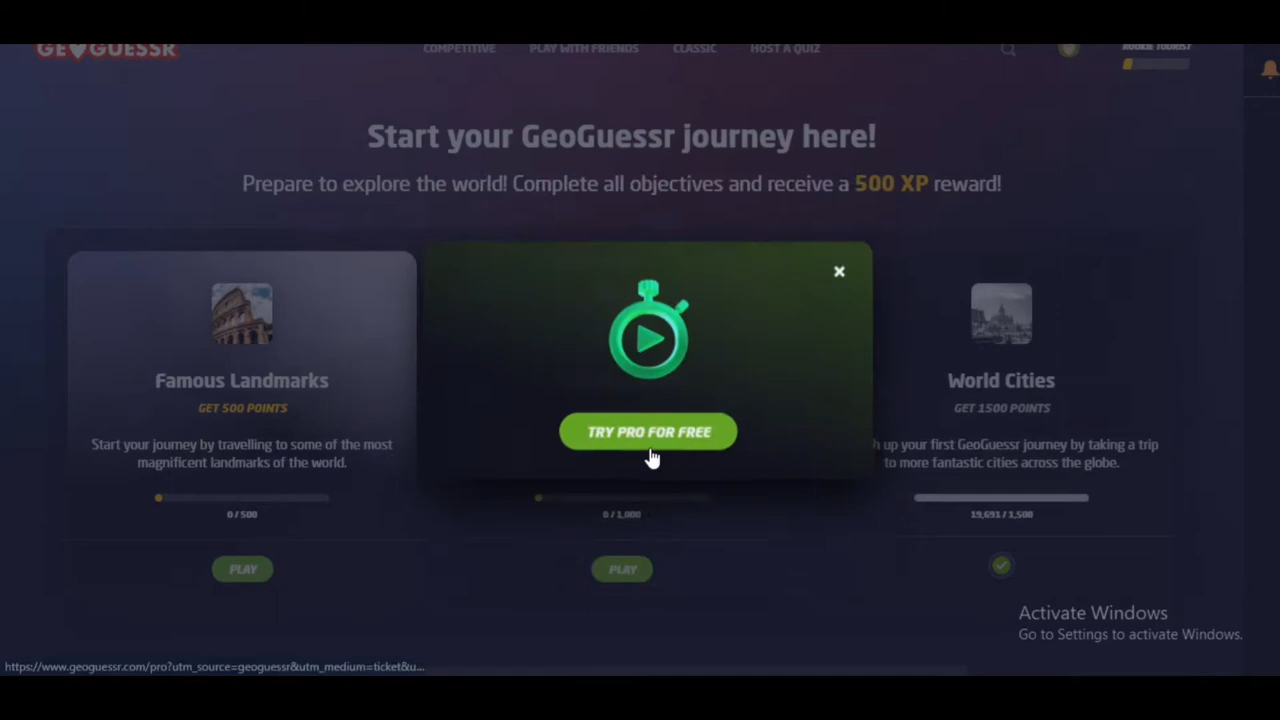 GEOGUESSR
COMPETITIVE PLAY WITH FRIENDS CLASSIC HOST A QUIZ
ROOKIE TOURIST
Start your GeoGuessr journey here!
Prepare to explore the world! Complete all objectives and receive a 500 XP reward!
Famous Landmarks
GET 500 POINTS
Start your journey by travelling to some of the most
magnificent landmarks of the world.
0 / 500
PLAY
TRY PRO FOR FREE
0 / 1,000
PLAY
World Cities
GET 1500 POINTS
up your first GeoGuessr journey by taking a trip
to more fantastic cities across the globe.
19,691 / 1,500
Activate Windows
Go to Settings to activate Windows.
https://www.geoguessr.com/pro?utm_source=geoguessr&utm_medium=ticket&u...